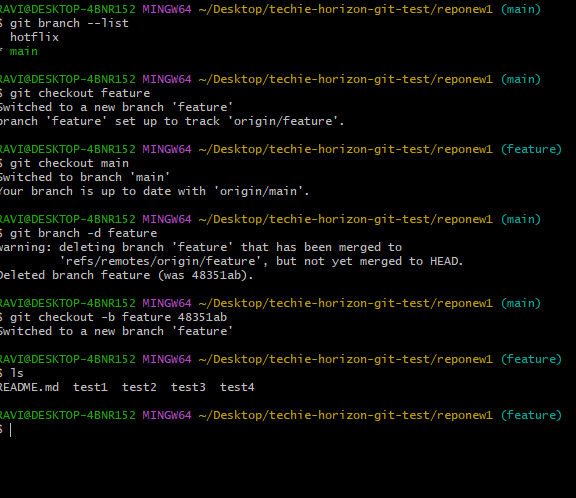 RAVI@DESKTOP-4BNR152 MINGW64 ~/Desktop/techie-horizon-git-test/reponew1 (main)
$ git branch --list
  hotflix
* main

RAVI@DESKTOP-4BNR152 MINGW64 ~/Desktop/techie-horizon-git-test/reponew1 (main)
$ git checkout feature
Switched to a new branch 'feature'
branch 'feature' set up to track 'origin/feature'.

RAVI@DESKTOP-4BNR152 MINGW64 ~/Desktop/techie-horizon-git-test/reponew1 (feature)
$ git checkout main
Switched to branch 'main'
Your branch is up to date with 'origin/main'.

RAVI@DESKTOP-4BNR152 MINGW64 ~/Desktop/techie-horizon-git-test/reponew1 (main)
$ git branch -d feature
warning: deleting branch 'feature' that has been merged to
         'refs/remotes/origin/feature', but not yet merged to HEAD.
Deleted branch feature (was 48351ab).

RAVI@DESKTOP-4BNR152 MINGW64 ~/Desktop/techie-horizon-git-test/reponew1 (main)
$ git checkout -b feature 48351ab
Switched to a new branch 'feature'

RAVI@DESKTOP-4BNR152 MINGW64 ~/Desktop/techie-horizon-git-test/reponew1 (feature)
$ ls
README.md  test1  test2  test3  test4

RAVI@DESKTOP-4BNR152 MINGW64 ~/Desktop/techie-horizon-git-test/reponew1 (feature)
$